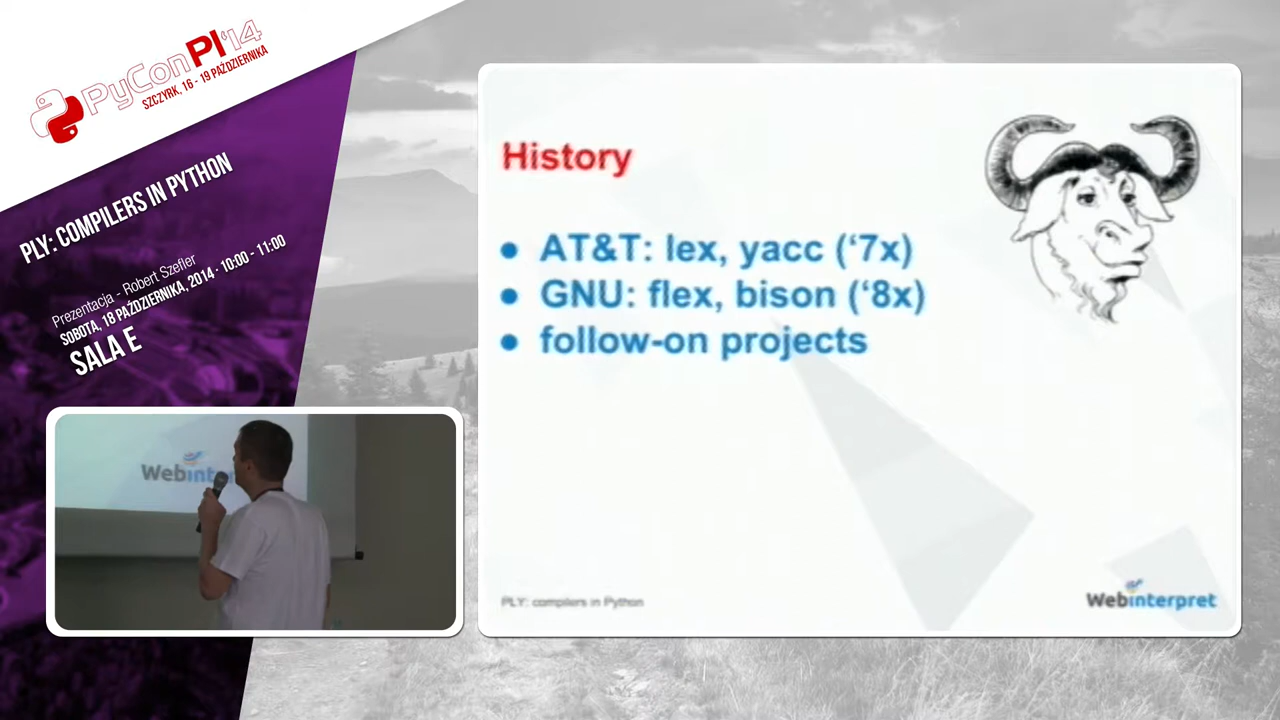 PyConPl'14
SZCZYRK, 16 - 19 PAŹDZIERNIKA
PLY: COMPILERS IN PYTHON
Prezentacja - Robert Szefler
SOBOTA, 18 PAŹDZIERNIKA, 2014 · 10:00 - 11:00
SALA E
History
● AT&T: lex, yacc (‘7x)
● GNU: flex, bison (‘8x)
● follow-on projects
PLY: compilers in Python
Webinterpret
Webinter